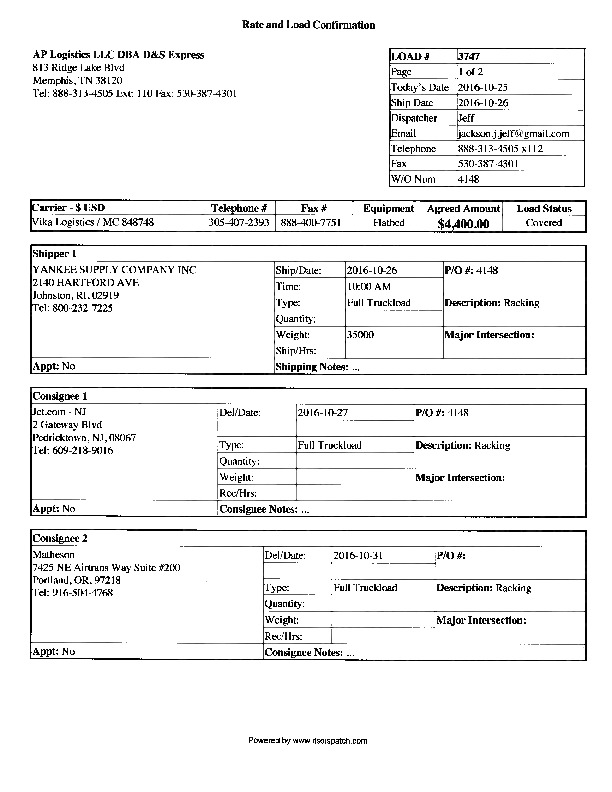 Rate and Load Confirmation
AP Logistics LLC DBA D&S Express
813 Ridge Lake Blvd
Memphis, TN 38120
Tel: 888-313-4505 Ext: 110 Fax: 530-387-4301
LOAD # 3747
Page 1 of 2
Today's Date 2016-10-25
Ship Date 2016-10-26
Dispatcher Jeff
Email jackson.j.jeff@gmail.com
Telephone 888-313-4505 x112
Fax 530-387-4301
W/O Num 4148
Carrier - $ USD Telephone # Fax # Equipment Agreed Amount Load Status
Vika Logistics / MC 848748 305-407-2393 888-400-7751 Flatbed $4,400.00 Covered
Shipper 1
YANKEE SUPPLY COMPANY INC
2140 HARTFORD AVE
Johnston, RI, 02919
Tel: 800-232-7225
Ship/Date: 2016-10-26 P/O #: 4148
Time: 10:00 AM
Type: Full Truckload Description: Racking
Quantity:
Weight: 35000 Major Intersection:
Ship/Hrs:
Appt: No Shipping Notes: ...
Consignee 1
Jet.com - NJ
2 Gateway Blvd
Pedricktown, NJ, 08067
Tel: 609-218-9016
Del/Date: 2016-10-27 P/O #: 4148
Type: Full Truckload Description: Racking
Quantity:
Weight: Major Intersection:
Rec/Hrs:
Appt: No Consignee Notes: ...
Consignee 2
Matheson
7425 NE Airtrans Way Suite #200
Portland, OR, 97218
Tel: 916-504-4768
Del/Date: 2016-10-31 P/O #:
Type: Full Truckload Description: Racking
Quantity:
Weight: Major Intersection:
Rec/Hrs:
Appt: No Consignee Notes: ...
Powered by www.itsdispatch.com